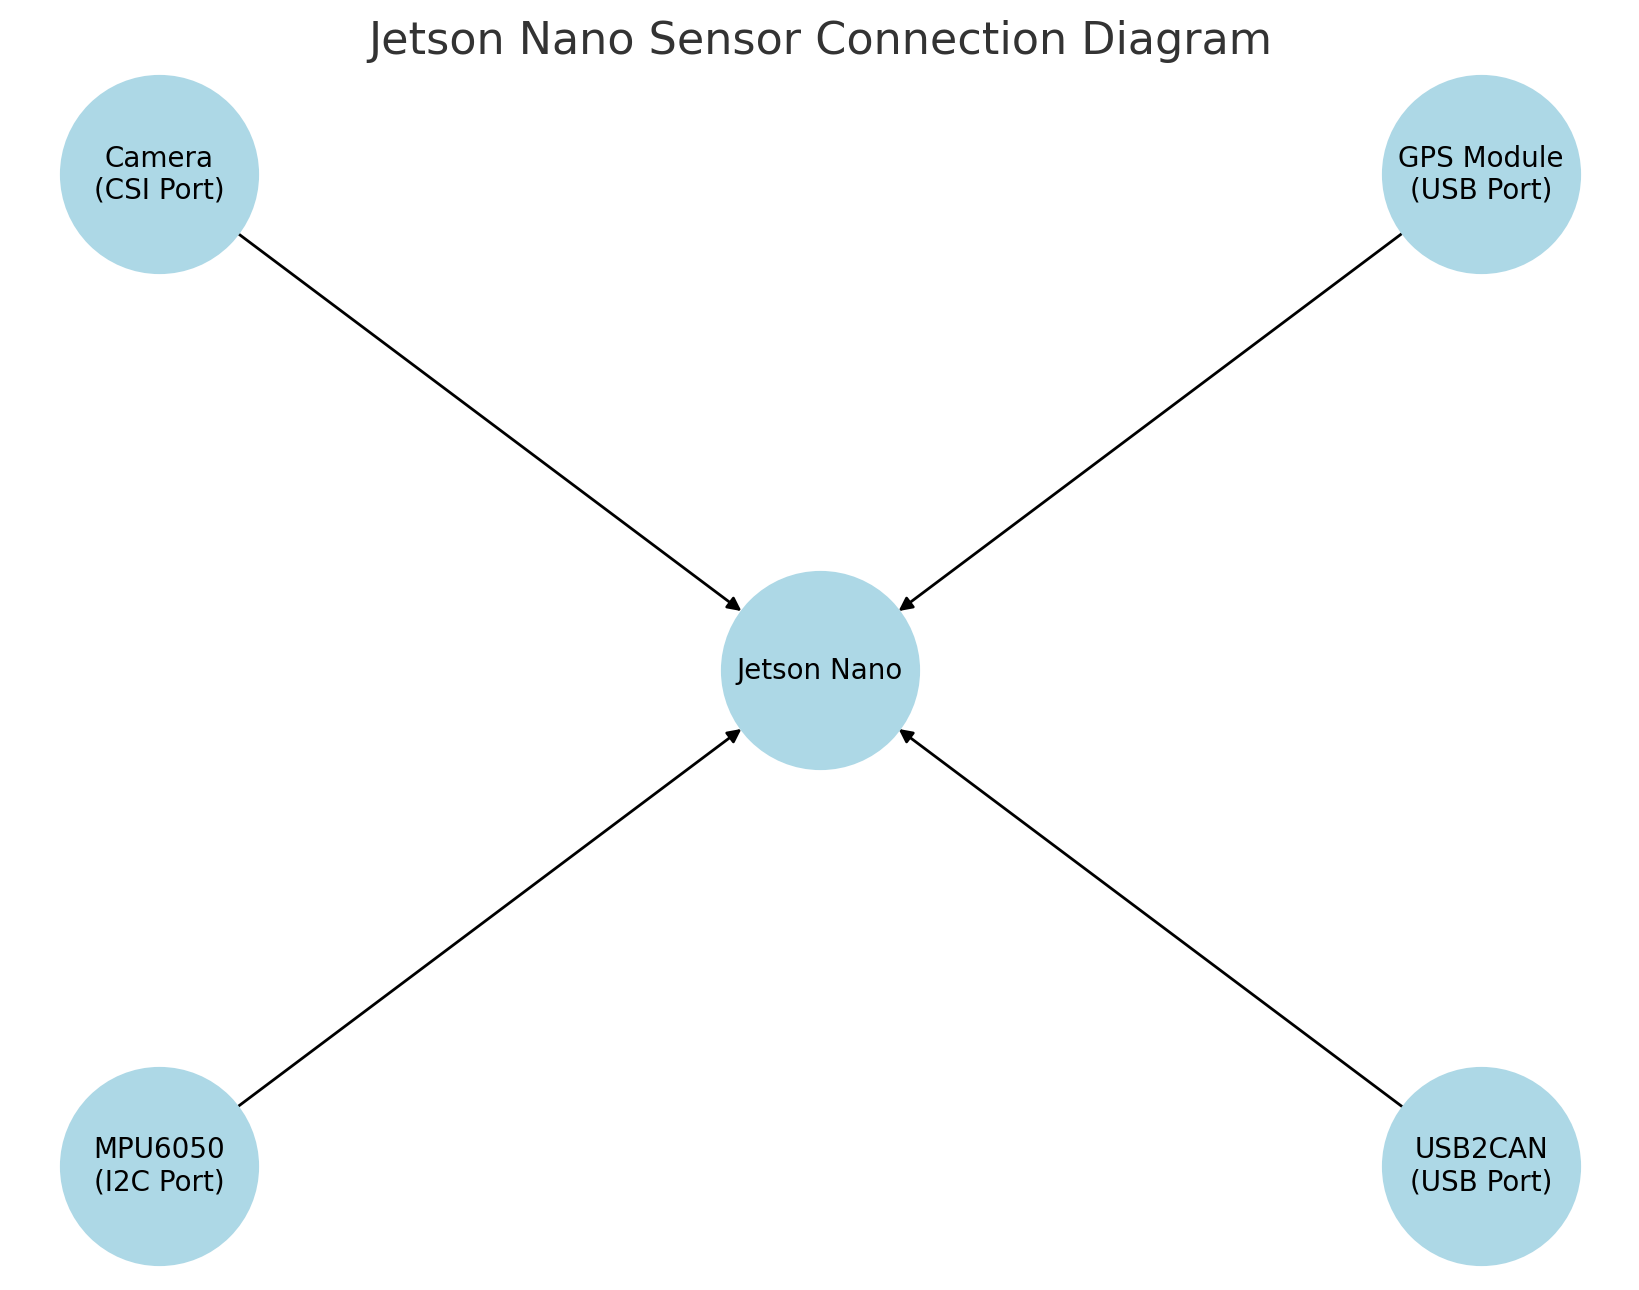 Jetson Nano Sensor Connection Diagram
Camera
(CSI Port)
GPS Module
(USB Port)
Jetson Nano
MPU6050
(I2C Port)
USB2CAN
(USB Port)